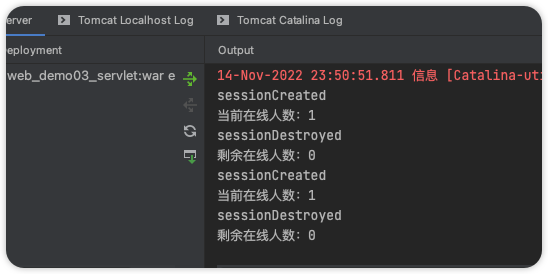 erver
Tomcat Localhost Log
Tomcat Catalina Log
eployment
Output
web_demo03_servlet:war e
14-Nov-2022 23:50:51.811 信息 [Catalina-ut
sessionCreated
当前在线人数: 1
sessionDestroyed
剩余在线人数: 0
sessionCreated
当前在线人数: 1
sessionDestroyed
剩余在线人数: 0